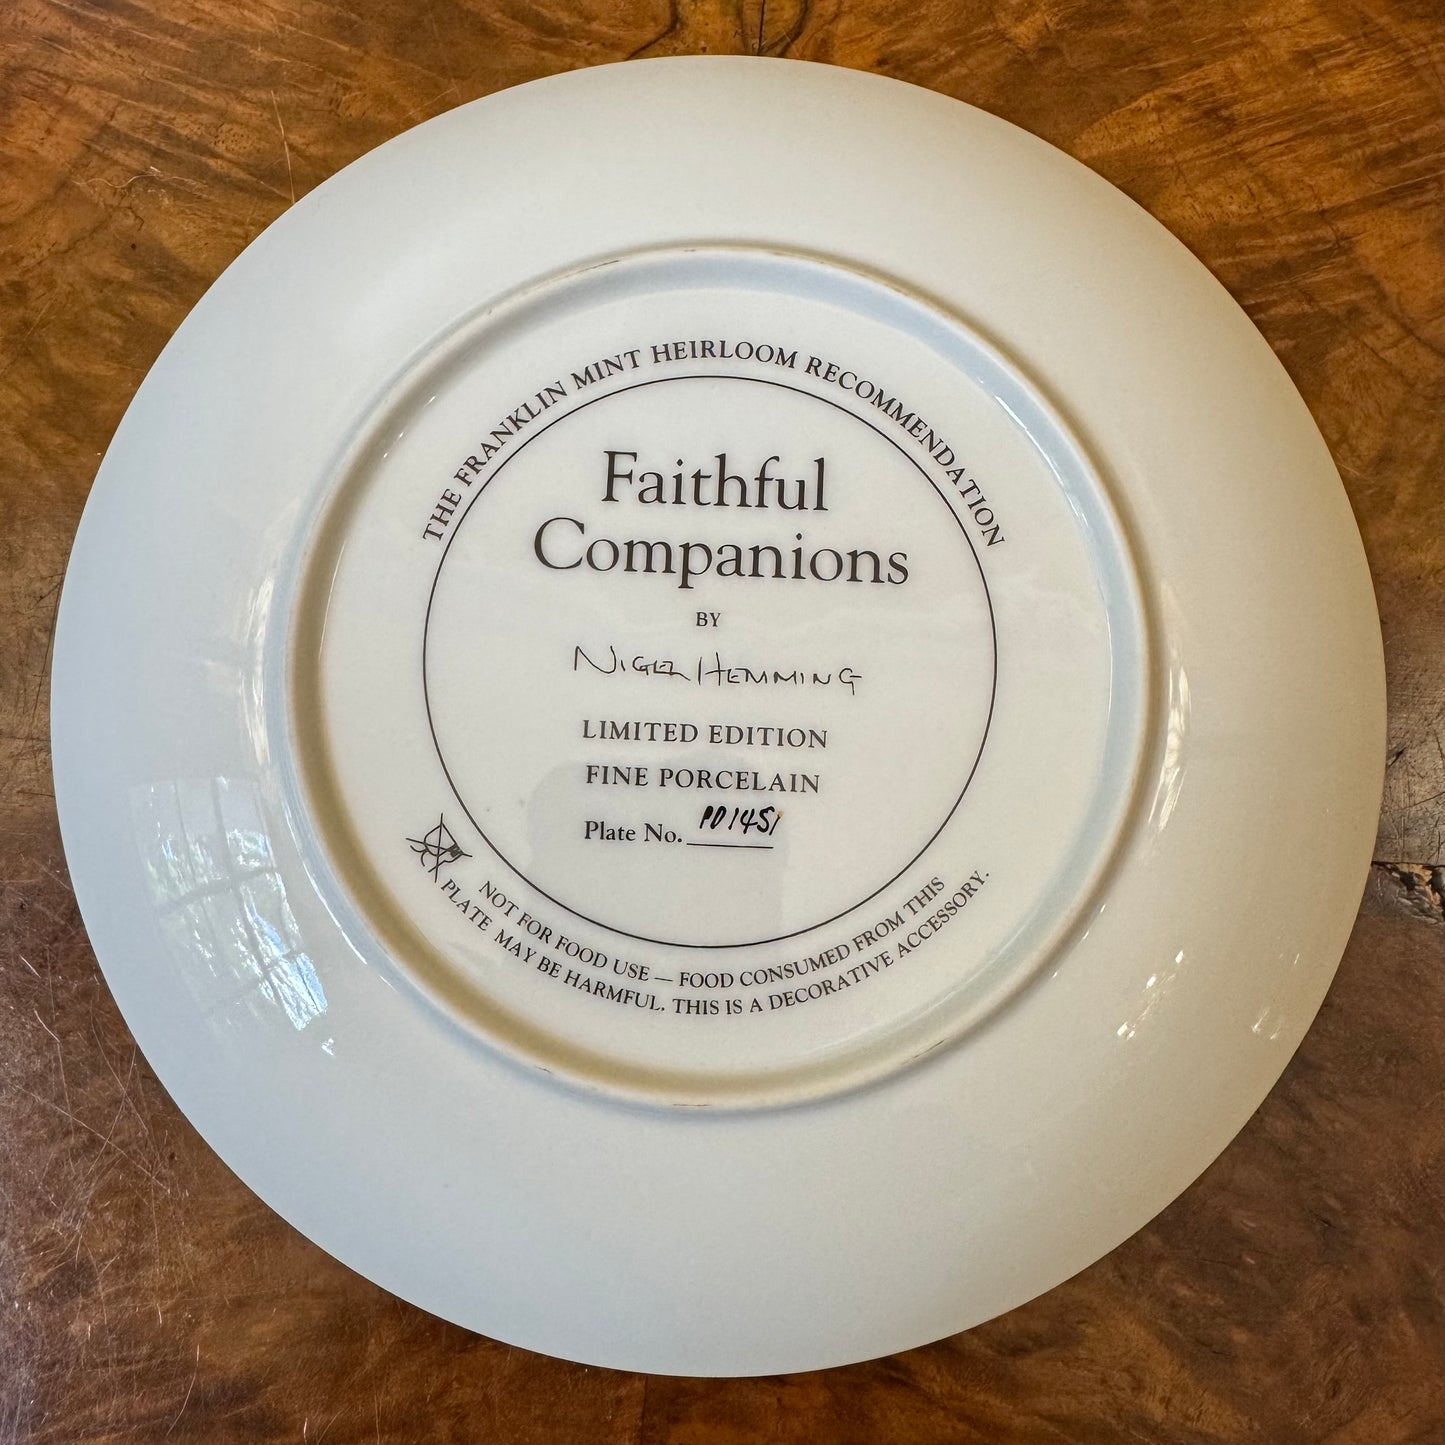 THE FRANKLIN MINT HEIRLOOM RECOMMENDATION
Faithful
Companions
BY
NIGEL HEMMING
LIMITED EDITION
FINE PORCELAIN
Plate No. PD1451
NOT FOR FOOD USE — FOOD CONSUMED FROM THIS
PLATE MAY BE HARMFUL. THIS IS A DECORATIVE ACCESSORY.